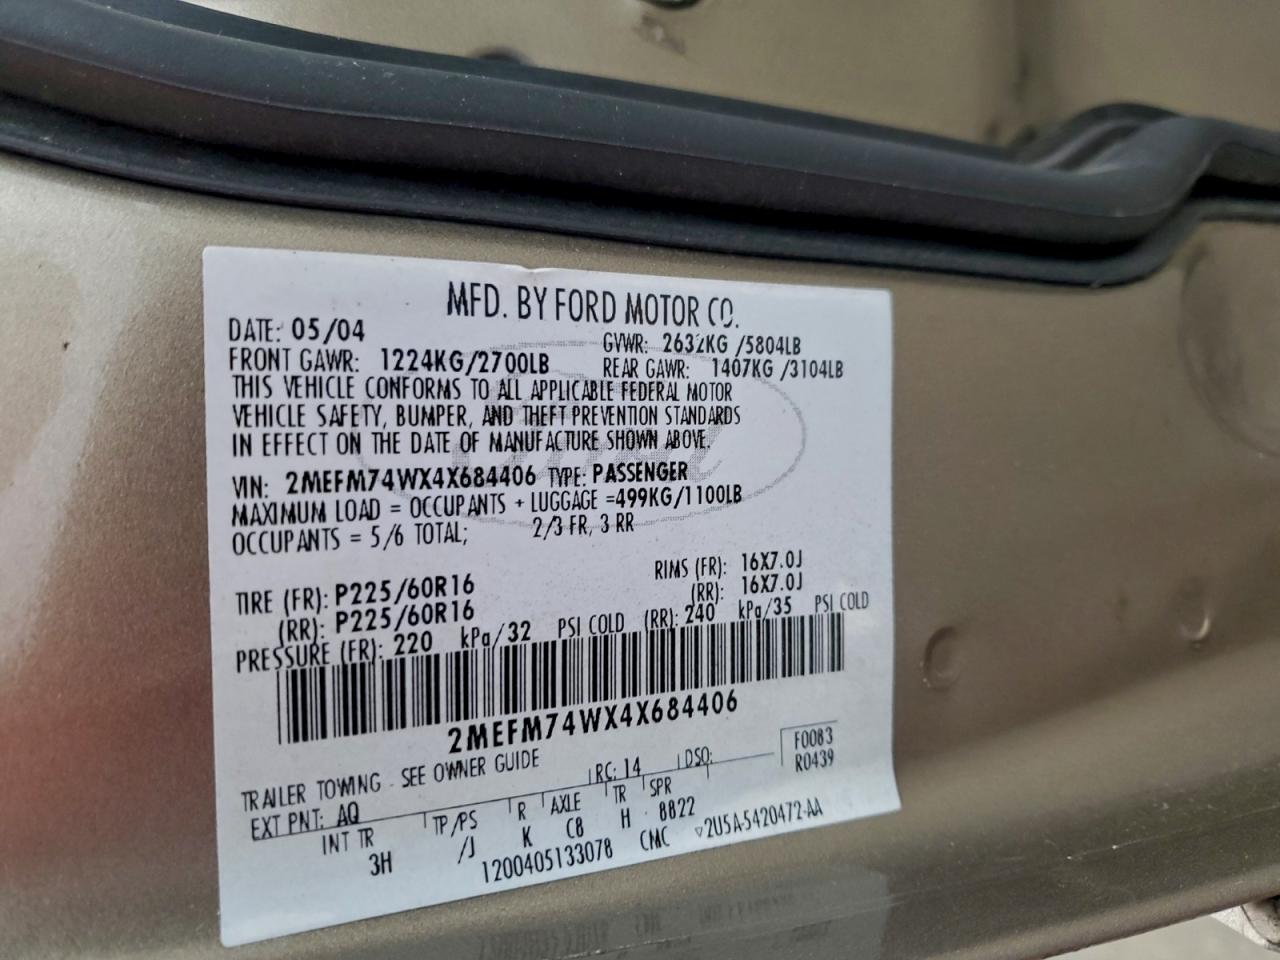 MFD. BY FORD MOTOR CO.
DATE: 05/04 GVWR: 2632KG /5804LB
FRONT GAWR: 1224KG/2700LB REAR GAWR: 1407KG /3104LB
THIS VEHICLE CONFORMS TO ALL APPLICABLE FEDERAL MOTOR
VEHICLE SAFETY, BUMPER, AND THEFT PREVENTION STANDARDS
IN EFFECT ON THE DATE OF MANUFACTURE SHOWN ABOVE.
VIN: 2MEFM74WX4X684406 TYPE: PASSENGER
MAXIMUM LOAD = OCCUPANTS + LUGGAGE =499KG/1100LB
OCCUPANTS = 5/6 TOTAL; 2/3 FR, 3 RR
TIRE (FR): P225/60R16 RIMS (FR): 16X7.0J
(RR): P225/60R16 (RR): 16X7.0J
PRESSURE (FR): 220 kPa/32 PSI COLD (RR): 240 kPa/35 PSI COLD
2MEFM74WX4X684406
TRAILER TOWING - SEE OWNER GUIDE
EXT PNT: AQ RC: 14 DSO: F0083
R0439
INT TR TP/PS R AXLE TR SPR
3H /J K C8 H 8822
1200405133078 CMC ▽2U5A-5420472-AA